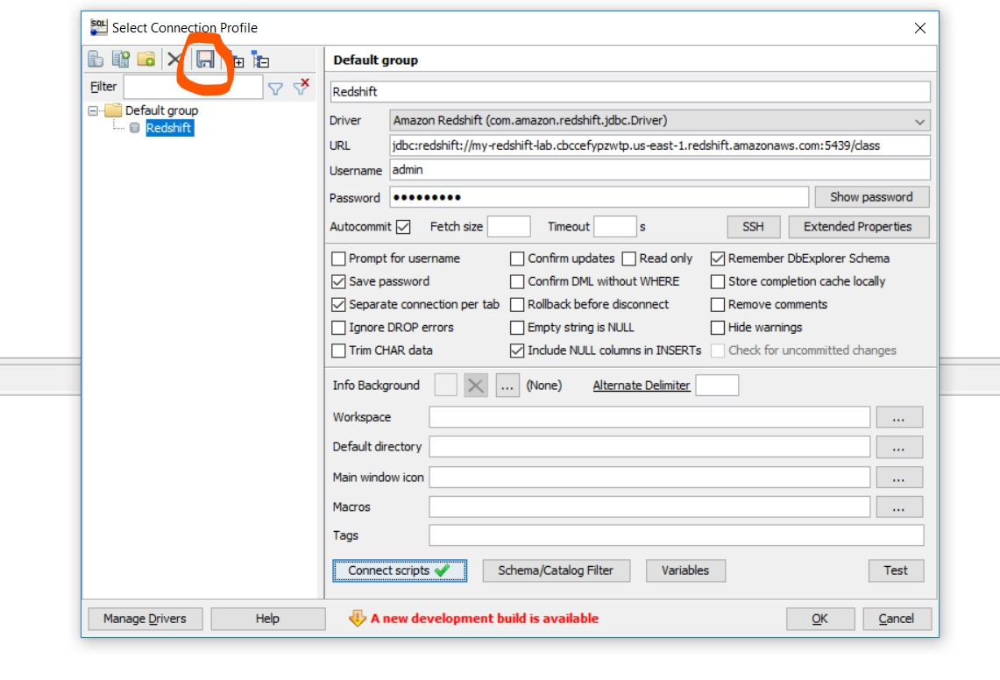 SQL Select Connection Profile
Default group
Filter
Default group
Redshift
Redshift
Driver Amazon Redshift (com.amazon.redshift.jdbc.Driver)
URL jdbc:redshift://my-redshift-lab.cbccefypzwtp.us-east-1.redshift.amazonaws.com:5439/class
Username admin
Password ●●●●●●●●● Show password
Autocommit Fetch size Timeout s SSH Extended Properties
Prompt for username Confirm updates Read only Remember DbExplorer Schema
Save password Confirm DML without WHERE Store completion cache locally
Separate connection per tab Rollback before disconnect Remove comments
Ignore DROP errors Empty string is NULL Hide warnings
Trim CHAR data Include NULL columns in INSERTs Check for uncommitted changes
Info Background ... (None) Alternate Delimiter
Workspace ...
Default directory ...
Main window icon ...
Macros ...
Tags
Connect scripts Schema/Catalog Filter Variables Test
Manage Drivers Help A new development build is available OK Cancel